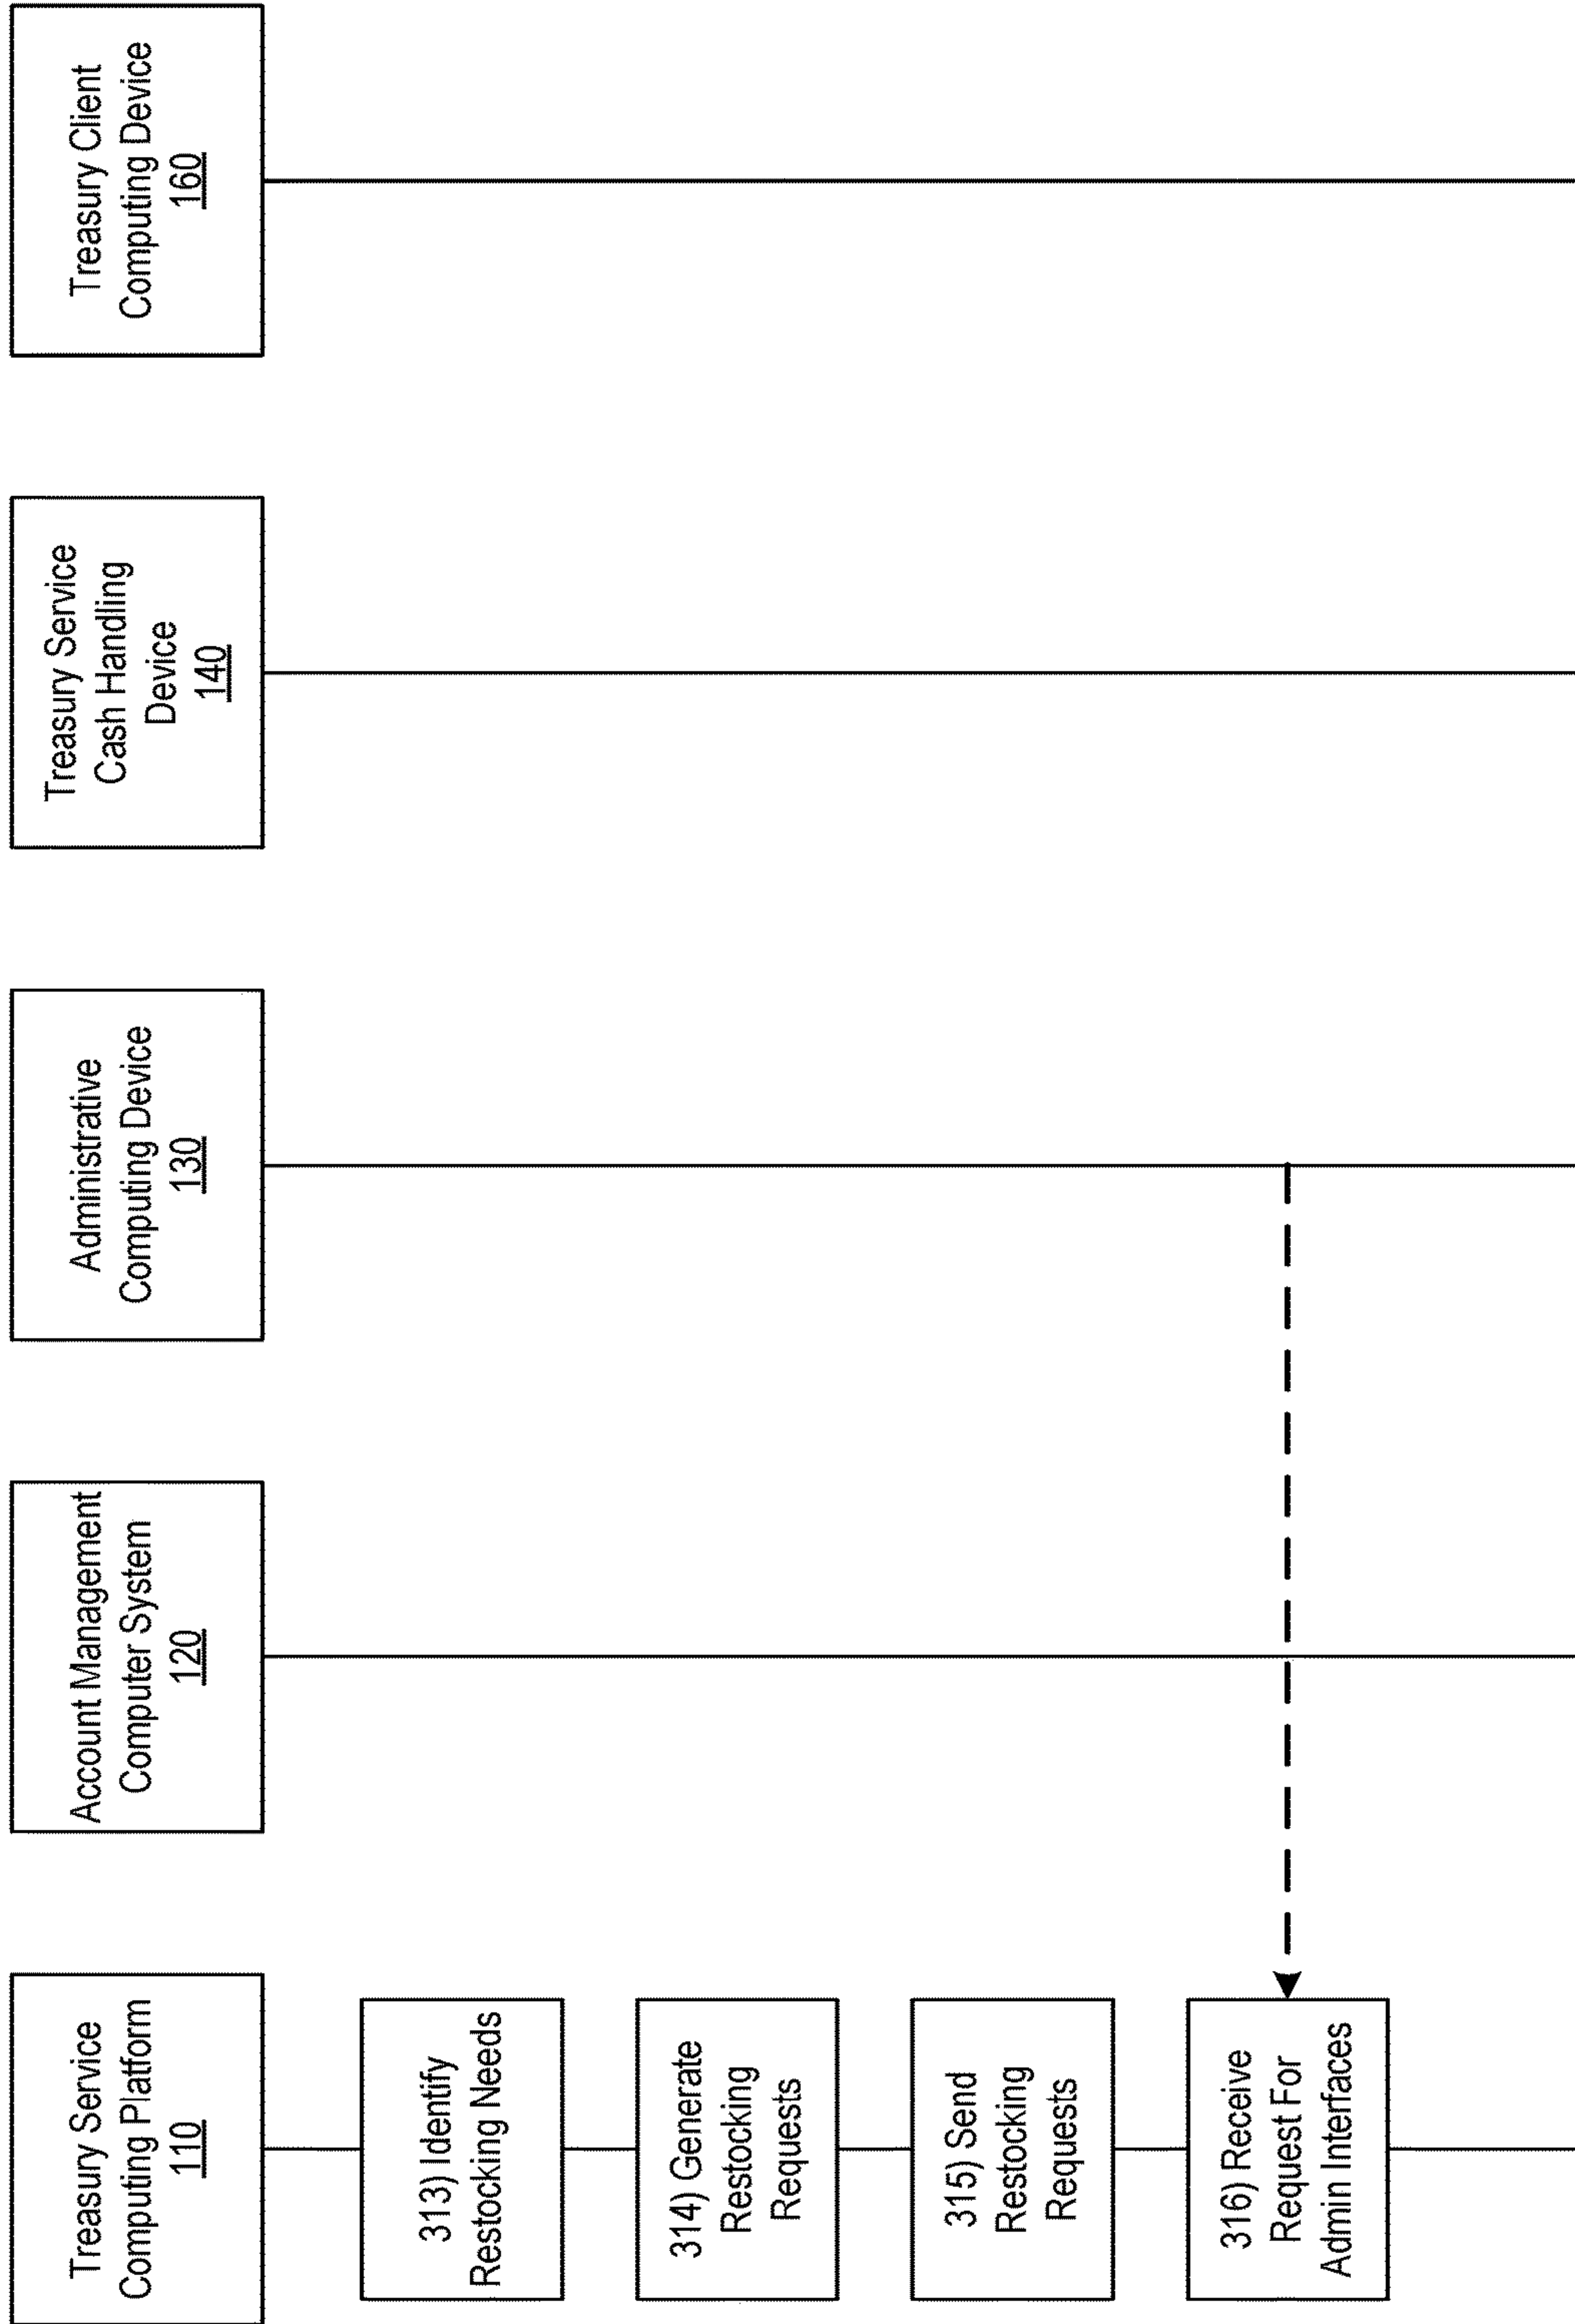 Treasury Service
Computing Platform
110
Account Management
Computer System
120
Administrative
Computing Device
130
Treasury Service
Cash Handling
Device
140
Treasury Client
Computing Device
160
313) Identify
Restocking Needs
314) Generate
Restocking
Requests
315) Send
Restocking
Requests
316) Receive
Request For
Admin Interfaces